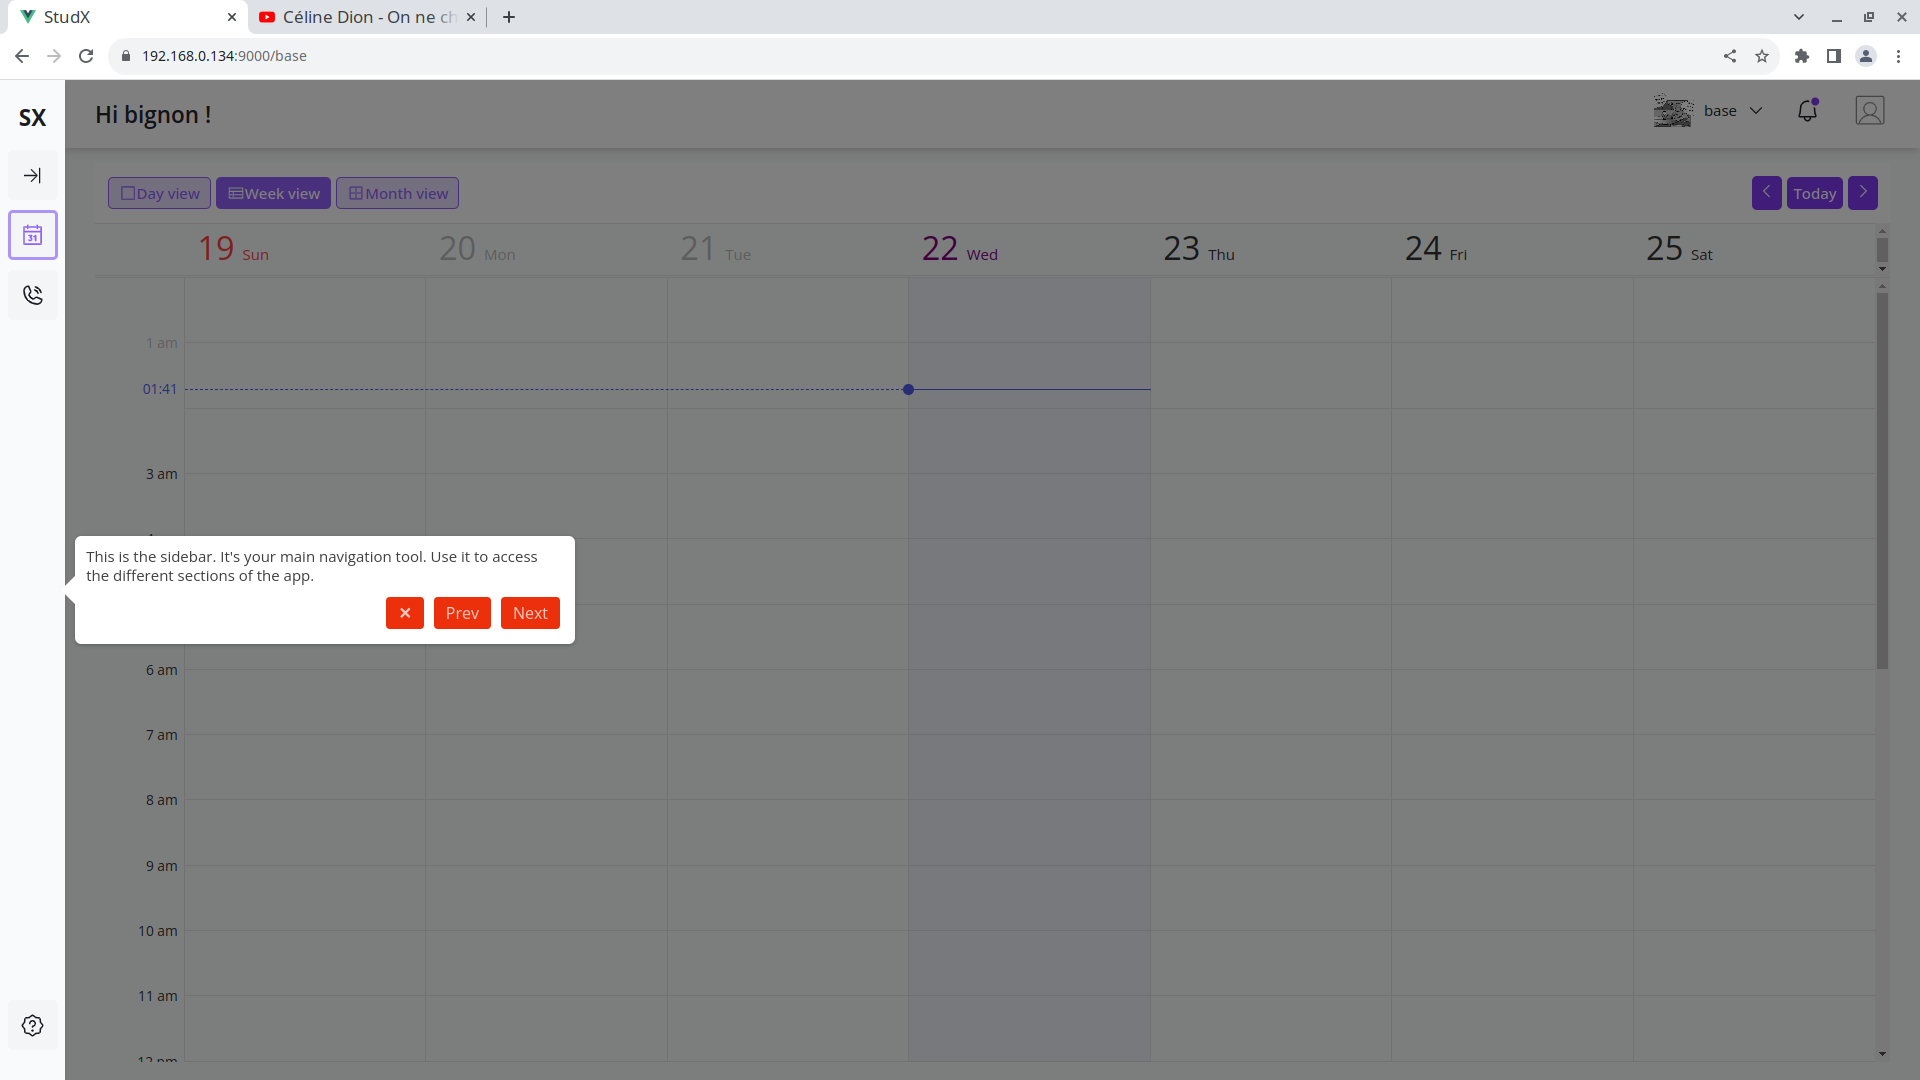 StudX
Céline Dion - On ne ch
192.168.0.134:9000/base
SX
Hi bignon !
base
Day view
Week view
Month view
Today
19 Sun
20 Mon
21 Tue
22 Wed
23 Thu
24 Fri
25 Sat
1 am
01:41
3 am
This is the sidebar. It's your main navigation tool. Use it to access
the different sections of the app.
Prev
Next
6 am
7 am
8 am
9 am
10 am
11 am
12 pm
31